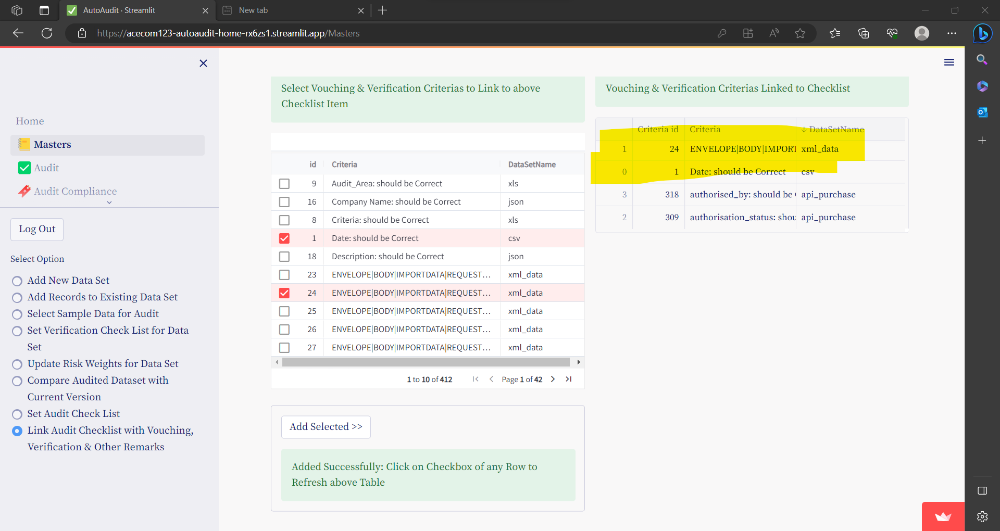 AutoAudit · Streamlit
New tab
https://acecom123-autoaudit-home-rx6zs1.streamlit.app/Masters
Home
Masters
Audit
Audit Compliance
Log Out
Select Option
Add New Data Set
Add Records to Existing Data Set
Select Sample Data for Audit
Set Verification Check List for Data
Set
Update Risk Weights for Data Set
Compare Audited Dataset with
Current Version
Set Audit Check List
Link Audit Checklist with Vouching,
Verification & Other Remarks
Select Vouching & Verification Criterias to Link to above
Checklist Item
id Criteria DataSetName
9 Audit_Area: should be Correct xls
16 Company Name: should be Correct json
8 Criteria: should be Correct xls
1 Date: should be Correct csv
18 Description: should be Correct json
23 ENVELOPE|BODY|IMPORTDATA|REQUEST... xml_data
24 ENVELOPE|BODY|IMPORTDATA|REQUEST... xml_data
25 ENVELOPE|BODY|IMPORTDATA|REQUEST... xml_data
26 ENVELOPE|BODY|IMPORTDATA|REQUEST... xml_data
27 ENVELOPE|BODY|IMPORTDATA|REQUEST... xml_data
1 to 10 of 412 Page 1 of 42
Add Selected >>
Added Successfully: Click on Checkbox of any Row to
Refresh above Table
Vouching & Verification Criterias Linked to Checklist
Criteria id Criteria ↓ DataSetName
1 24 ENVELOPE|BODY|IMPORT xml_data
0 1 Date: should be Correct csv
3 318 authorised_by: should be api_purchase
2 309 authorisation_status: shou api_purchase